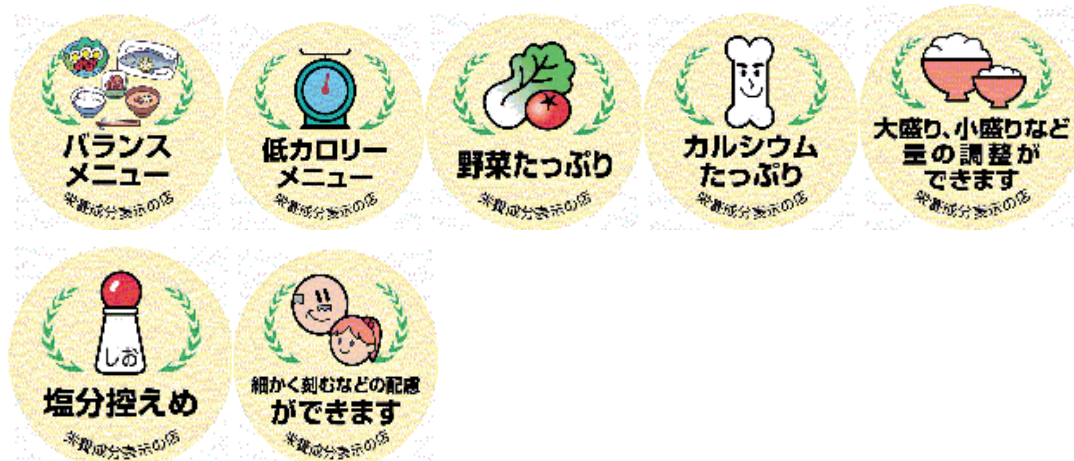 バランス
メニュー
栄養成分表示の店
低カロリー
メニュー
栄養成分表示の店
野菜たっぷり
栄養成分表示の店
カルシウム
たっぷり
栄養成分表示の店
大盛り、小盛りなど
量の調整が
できます
栄養成分表示の店
しお
塩分控えめ
栄養成分表示の店
細かく刻むなどの配慮
ができます
栄養成分表示の店